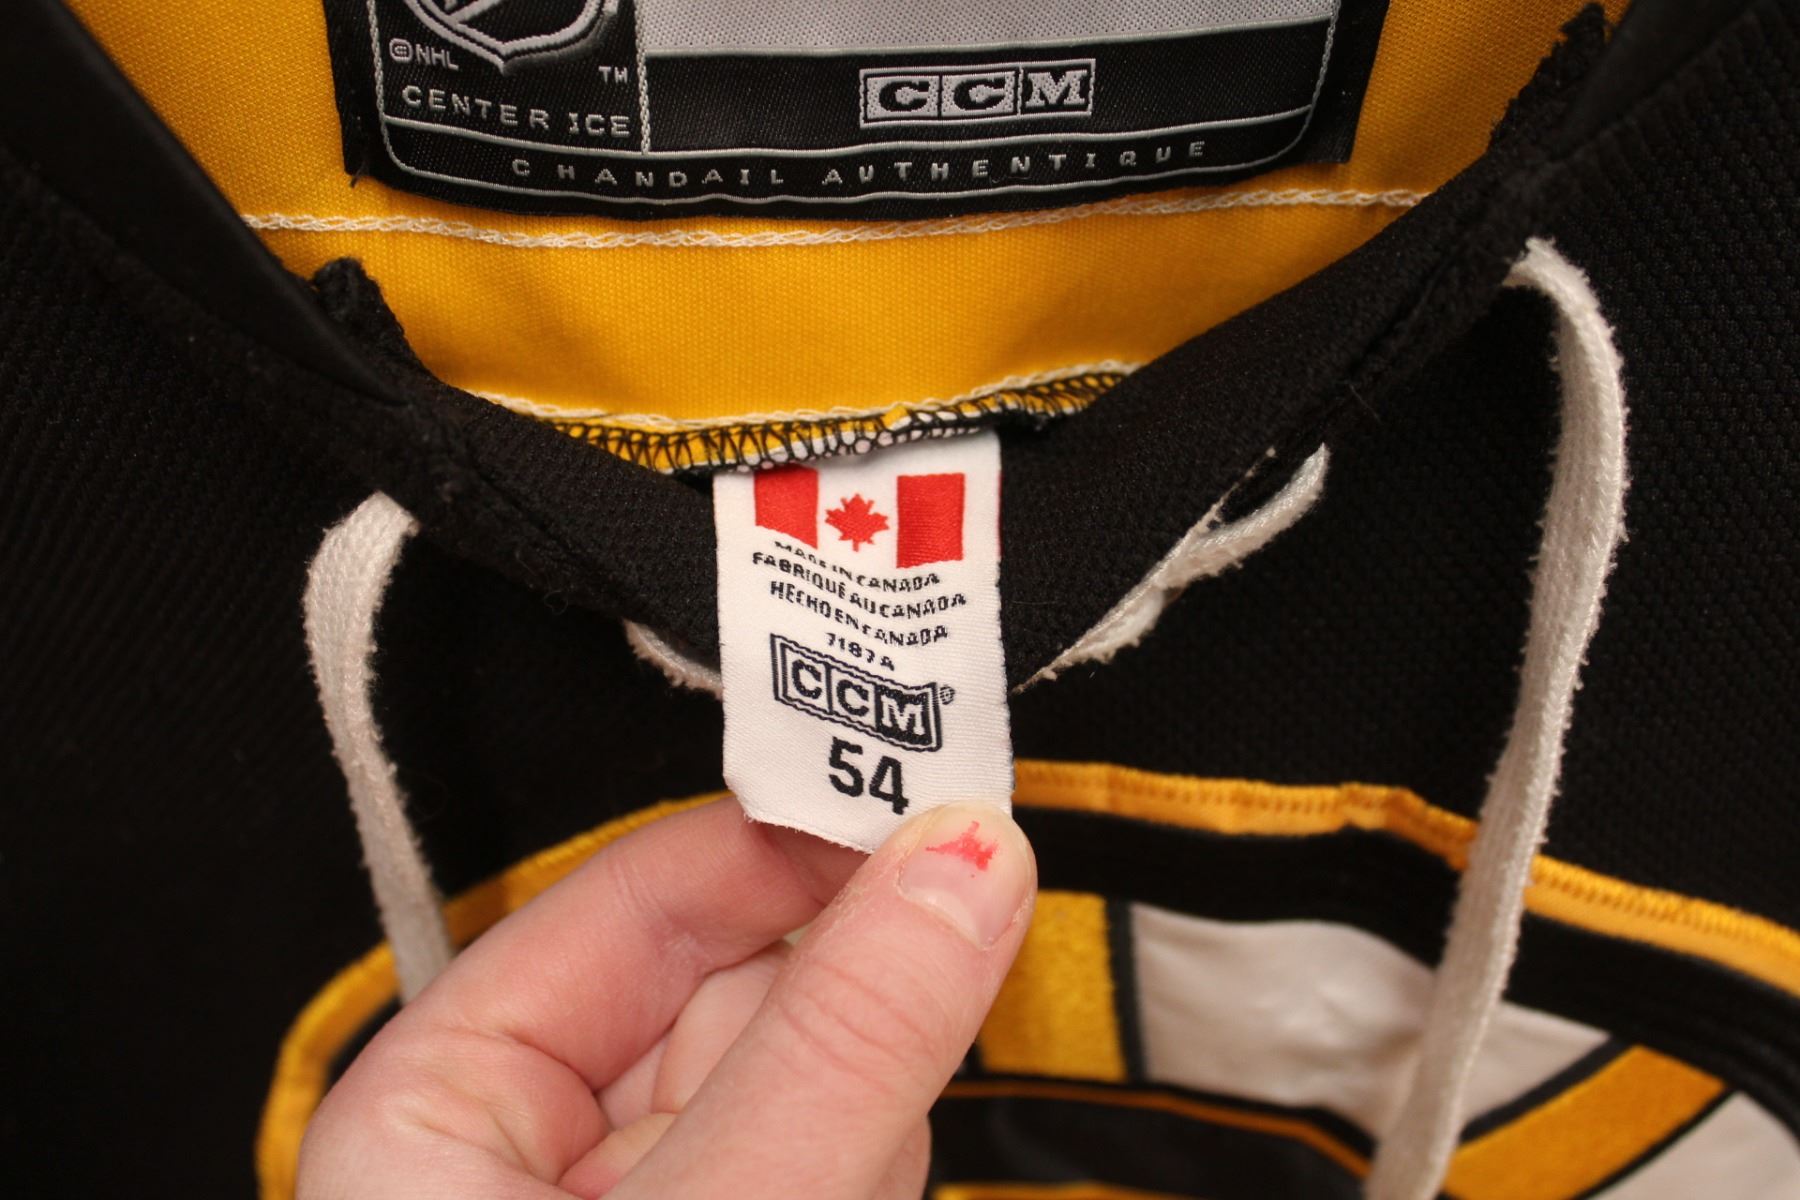 ©NHL
TM
CENTER ICE
CCM
CHANDAIL AUTHENTIQUE
MADE IN CANADA
FABRIQUÉ AU CANADA
HECHO EN CANADA
7187A
CCM®
54